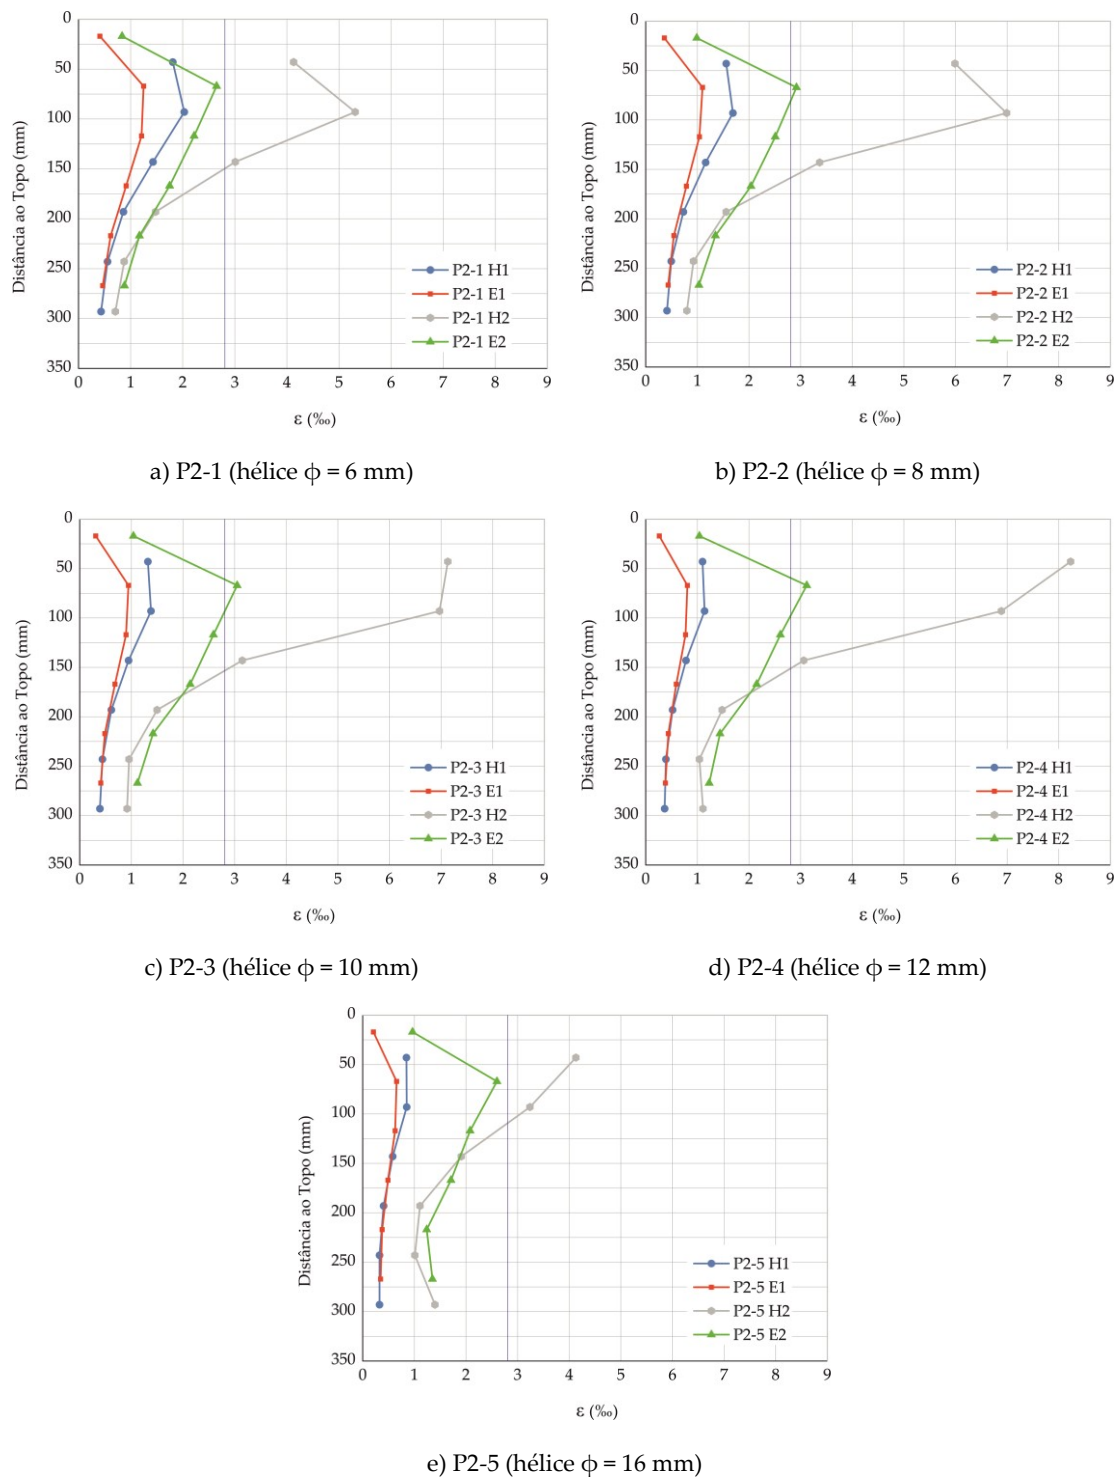 0
50
100
150
200
250
300
350
Distância ao Topo (mm)
P2-1 H1
P2-1 E1
P2-1 H2
P2-1 E2
0 1 2 3 4 5 6 7 8 9
ε (‰)
a) P2-1 (hélice ϕ = 6 mm)
0
50
100
150
200
250
300
350
Distância ao Topo (mm)
P2-2 H1
P2-2 E1
P2-2 H2
P2-2 E2
0 1 2 3 4 5 6 7 8 9
ε (‰)
b) P2-2 (hélice ϕ = 8 mm)
0
50
100
150
200
250
300
350
Distância ao Topo (mm)
P2-3 H1
P2-3 E1
P2-3 H2
P2-3 E2
0 1 2 3 4 5 6 7 8 9
ε (‰)
c) P2-3 (hélice ϕ = 10 mm)
0
50
100
150
200
250
300
350
Distância ao Topo (mm)
P2-4 H1
P2-4 E1
P2-4 H2
P2-4 E2
0 1 2 3 4 5 6 7 8 9
ε (‰)
d) P2-4 (hélice ϕ = 12 mm)
0
50
100
150
200
250
300
350
Distância ao Topo (mm)
P2-5 H1
P2-5 E1
P2-5 H2
P2-5 E2
0 1 2 3 4 5 6 7 8 9
ε (‰)
e) P2-5 (hélice ϕ = 16 mm)